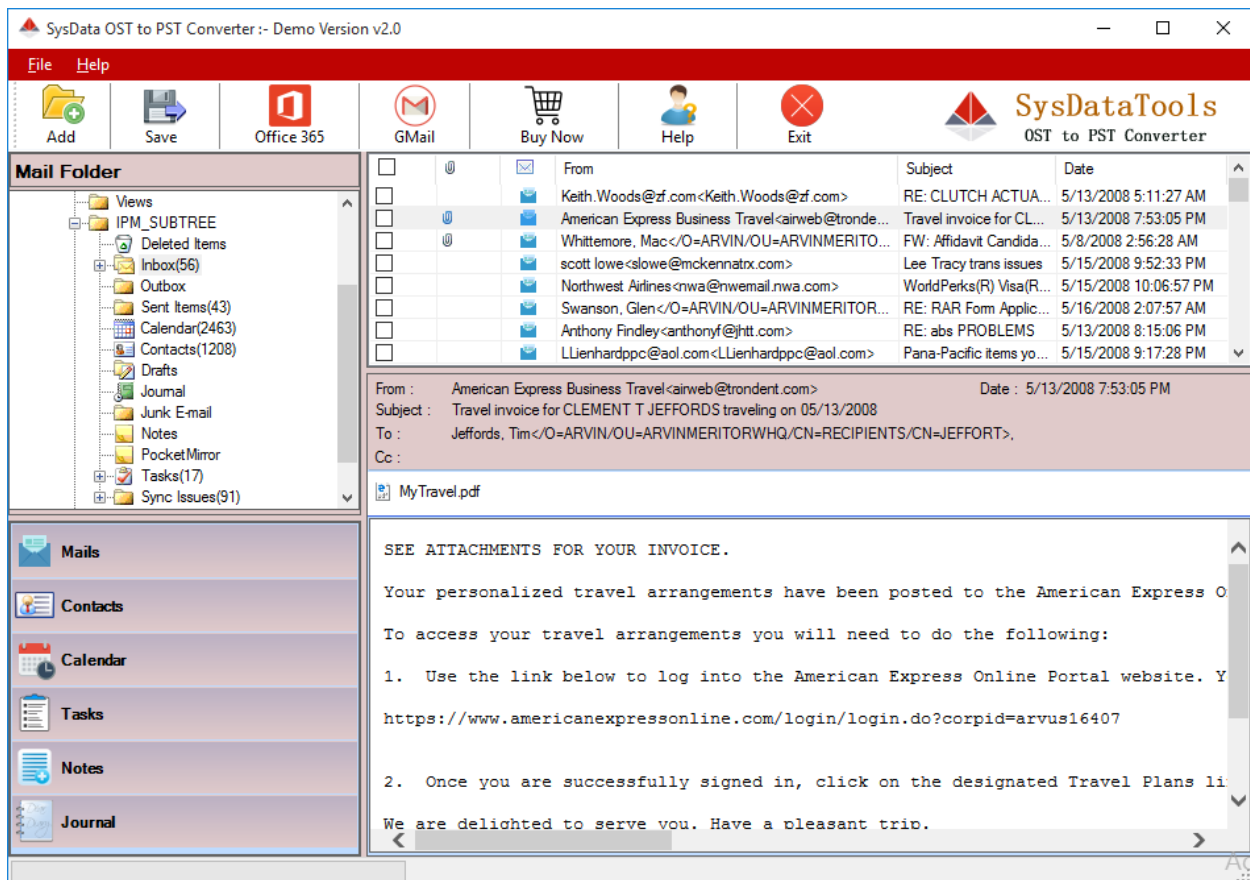 SysData OST to PST Converter :- Demo Version v2.0
File Help
Add Save Office 365 GMail Buy Now Help Exit
SysDataTools
OST to PST Converter
Mail Folder
Views
IPM_SUBTREE
Deleted Items
Inbox(56)
Outbox
Sent Items(43)
Calendar(2463)
Contacts(1208)
Drafts
Journal
Junk E-mail
Notes
PocketMirror
Tasks(17)
Sync Issues(91)
Mails
Contacts
Calendar
Tasks
Notes
Journal
From Subject Date
Keith.Woods@zf.com<Keith.Woods@zf.com> RE: CLUTCH ACTUA... 5/13/2008 5:11:27 AM
American Express Business Travel<airweb@tronde... Travel invoice for CL... 5/13/2008 7:53:05 PM
Whittemore, Mac</O=ARVIN/OU=ARVINMERITO... FW: Affidavit Candida... 5/8/2008 2:56:28 AM
scott lowe<slowe@mckennatrx.com> Lee Tracy trans issues 5/15/2008 9:52:33 PM
Northwest Airlines<nwa@nwemail.nwa.com> WorldPerks(R) Visa(R... 5/15/2008 10:06:57 PM
Swanson, Glen</O=ARVIN/OU=ARVINMERITOR... RE: RAR Form Applic... 5/16/2008 2:07:57 AM
Anthony Findley<anthonyf@jhtt.com> RE: abs PROBLEMS 5/13/2008 8:15:06 PM
LLienhardppc@aol.com<LLienhardppc@aol.com> Pana-Pacific items yo... 5/15/2008 9:17:28 PM
From : American Express Business Travel<airweb@trondent.com> Date : 5/13/2008 7:53:05 PM
Subject : Travel invoice for CLEMENT T JEFFORDS traveling on 05/13/2008
To : Jeffords, Tim</O=ARVIN/OU=ARVINMERITORWHQ/CN=RECIPIENTS/CN=JEFFORT>,
Cc :
MyTravel.pdf
SEE ATTACHMENTS FOR YOUR INVOICE.
Your personalized travel arrangements have been posted to the American Express O
To access your travel arrangements you will need to do the following:
1. Use the link below to log into the American Express Online Portal website. Y
https://www.americanexpressonline.com/login/login.do?corpid=arvus16407
2. Once you are successfully signed in, click on the designated Travel Plans li
We are delighted to serve you. Have a pleasant trip.